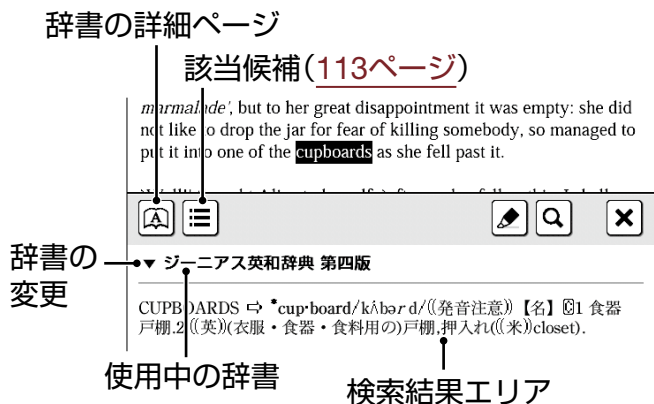 辞書の詳細ページ
該当候補(113ページ)
marmalade', but to her great disappointment it was empty: she did
not like to drop the jar for fear of killing somebody, so managed to
put it into one of the cupboards as she fell past it.
辞書の変更
▼ ジーニアス英和辞典 第四版
CUPBOARDS ⇨ *cup·board/kʌ́bərd/((発音注意))【名】C1 食器
戸棚.2((英))(衣服・食器・食料用の)戸棚,押入れ(((米))closet).
使用中の辞書
検索結果エリア